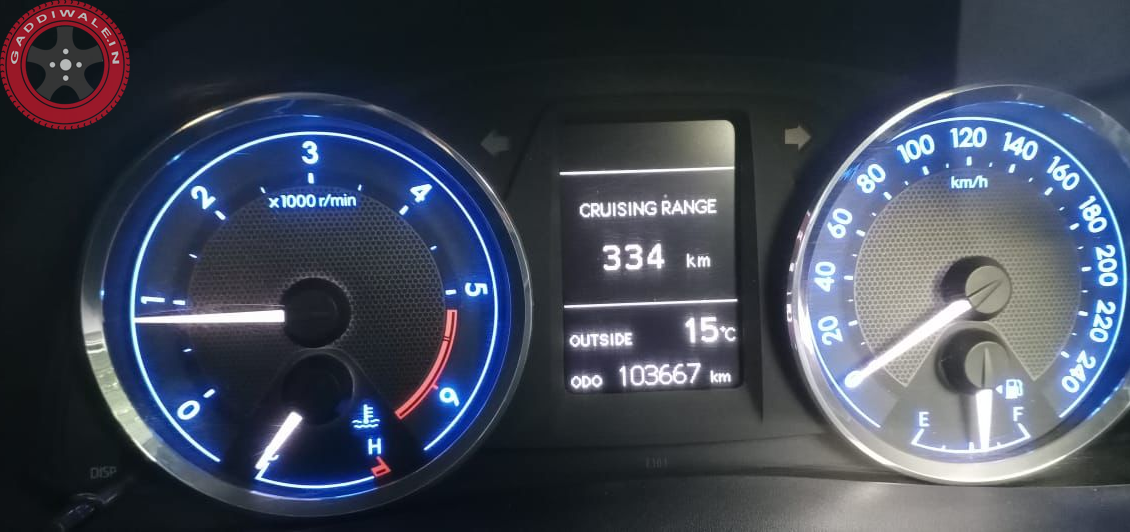 GADDIWALE.IN
0
1
2
3
4
5
6
x1000 r/min
C
H
CRUISING RANGE
334 km
OUTSIDE 15°C
ODO 103667 km
20
40
60
80
100
120
140
160
180
200
220
240
km/h
E
F
DISP